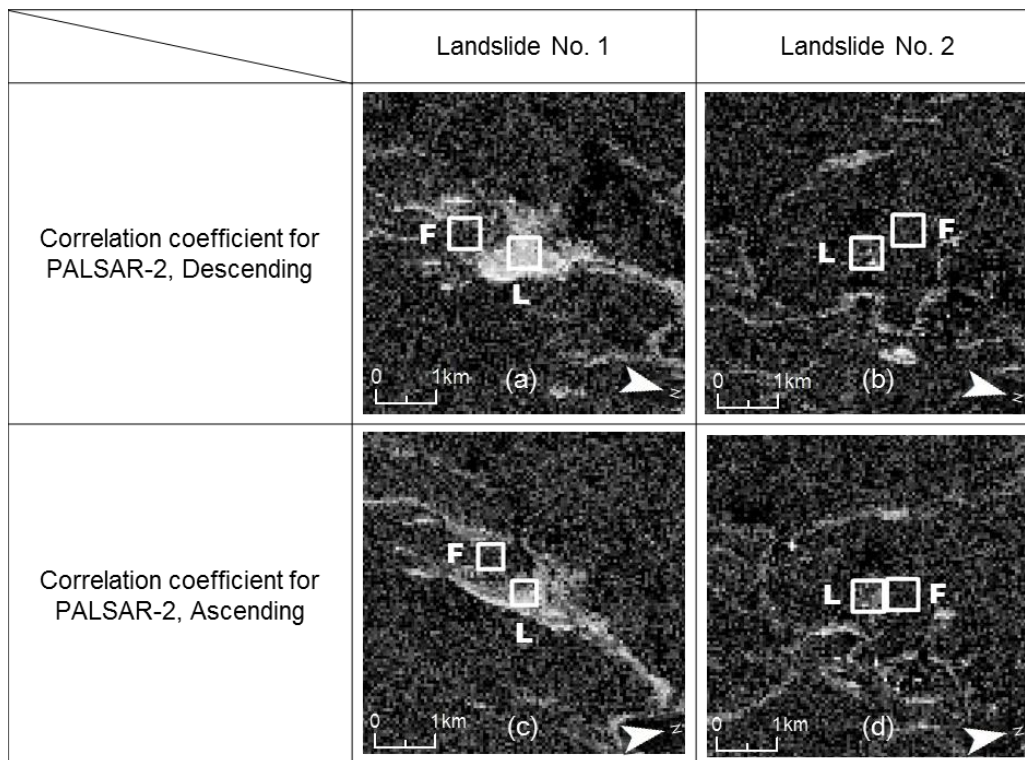 Landslide No. 1
Landslide No. 2
Correlation coefficient for
PALSAR-2, Descending
F
L
0
1km
(a)
N
F
L
0
1km
(b)
N
Correlation coefficient for
PALSAR-2, Ascending
F
L
0
1km
(c)
N
L
F
0
1km
(d)
N